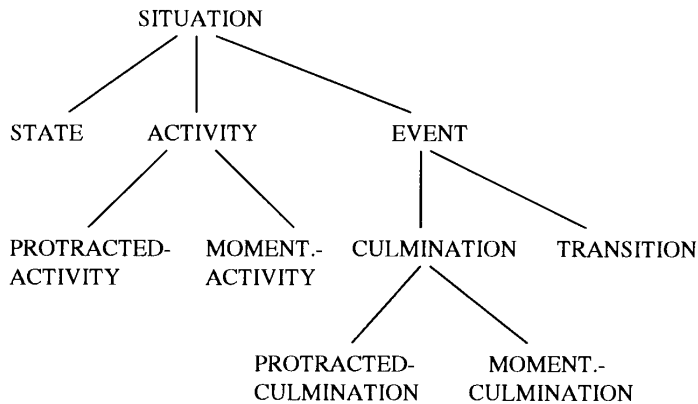 SITUATION
STATE ACTIVITY EVENT
PROTRACTED- MOMENT.- CULMINATION TRANSITION
ACTIVITY ACTIVITY
PROTRACTED- MOMENT.-
CULMINATION CULMINATION